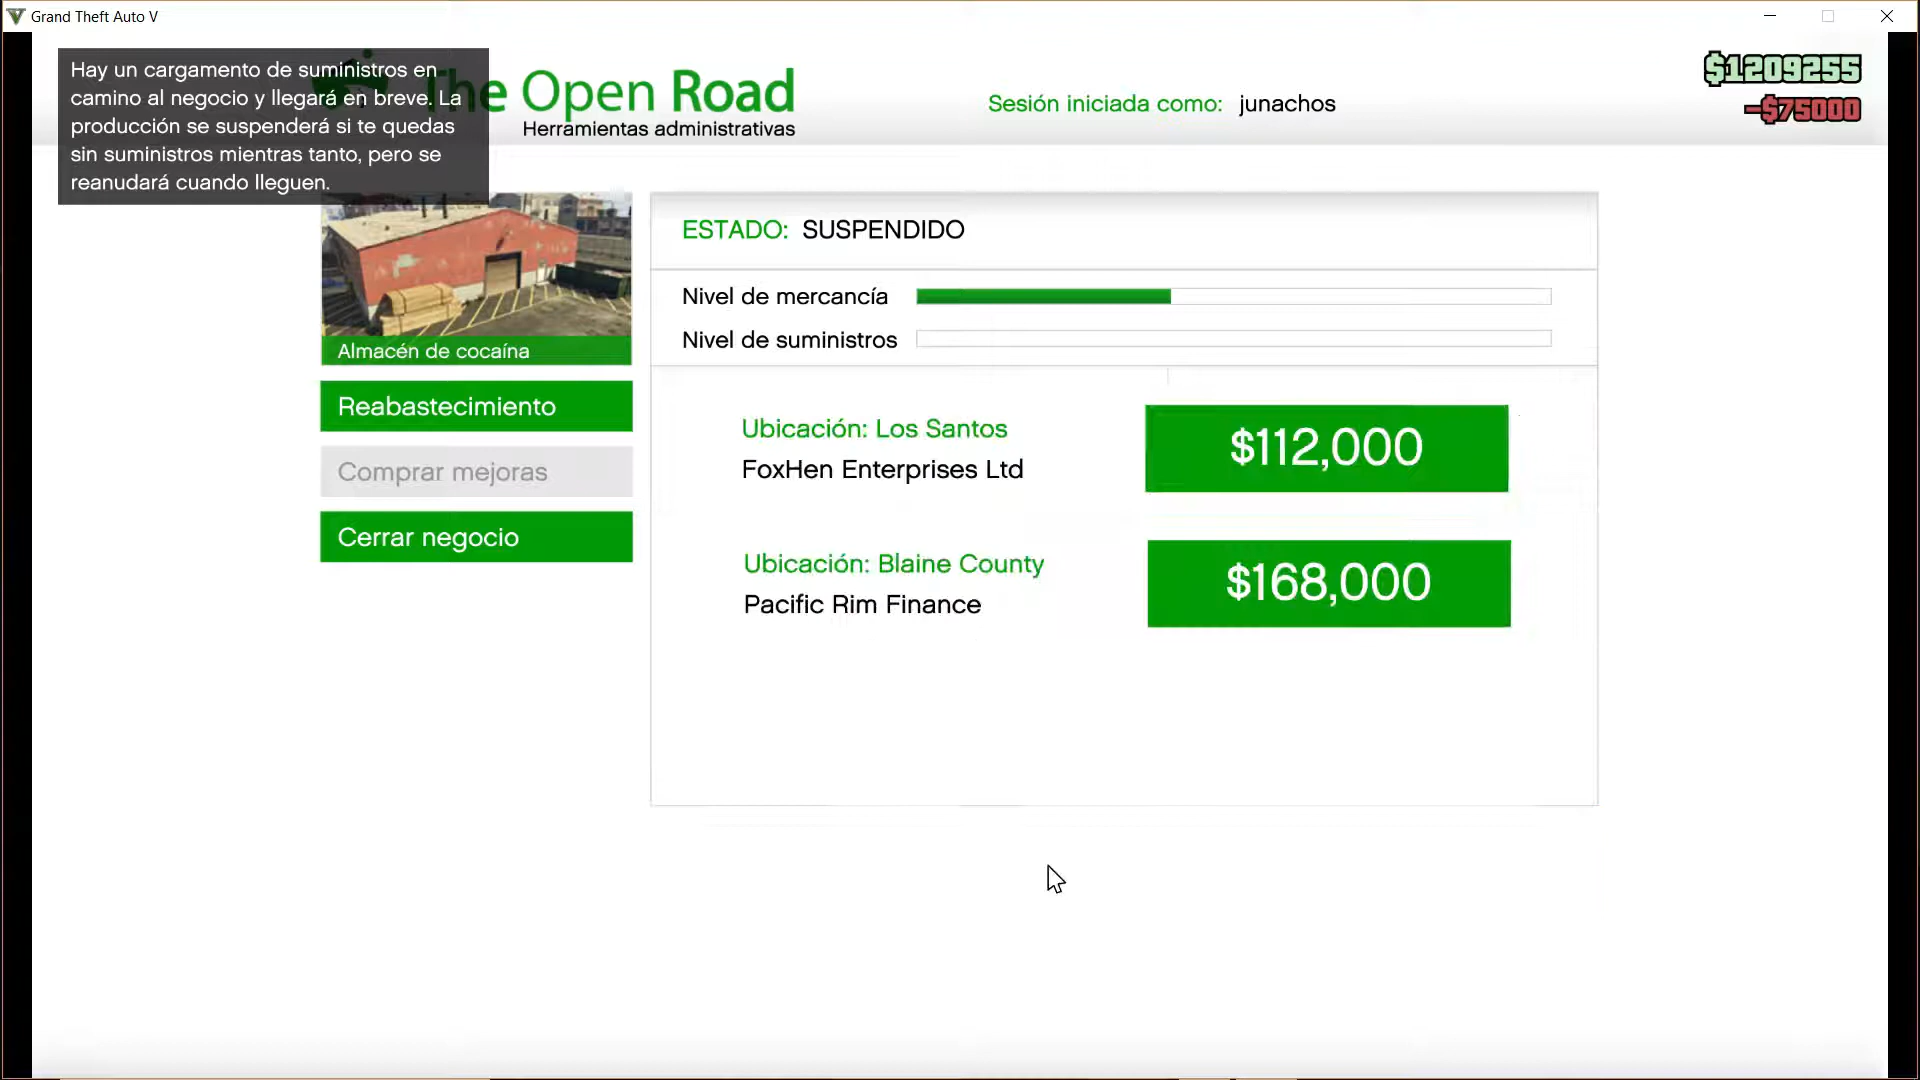 Grand Theft Auto V
Hay un cargamento de suministros en
camino al negocio y llegará en breve. La
producción se suspenderá si te quedas
sin suministros mientras tanto, pero se
reanudará cuando lleguen.
he Open Road
Herramientas administrativas
Sesión iniciada como: junachos
$1209255
-$75000
Almacén de cocaína
Reabastecimiento
Comprar mejoras
Cerrar negocio
ESTADO: SUSPENDIDO
Nivel de mercancía
Nivel de suministros
Ubicación: Los Santos
FoxHen Enterprises Ltd
$112,000
Ubicación: Blaine County
Pacific Rim Finance
$168,000